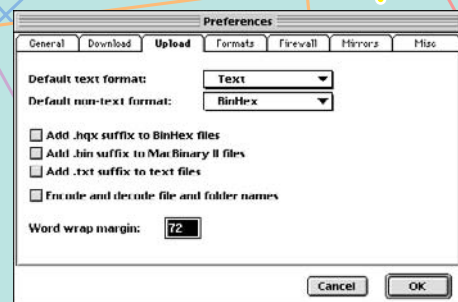 Preferences
General Download Upload Formats Firewall Mirrors Misc
Default text format: Text
Default non-text format: BinHex
Add .hqx suffix to BinHex files
Add .bin suffix to MacBinary II files
Add .txt suffix to text files
Encode and decode file and folder names
Word wrap margin: 72
Cancel OK